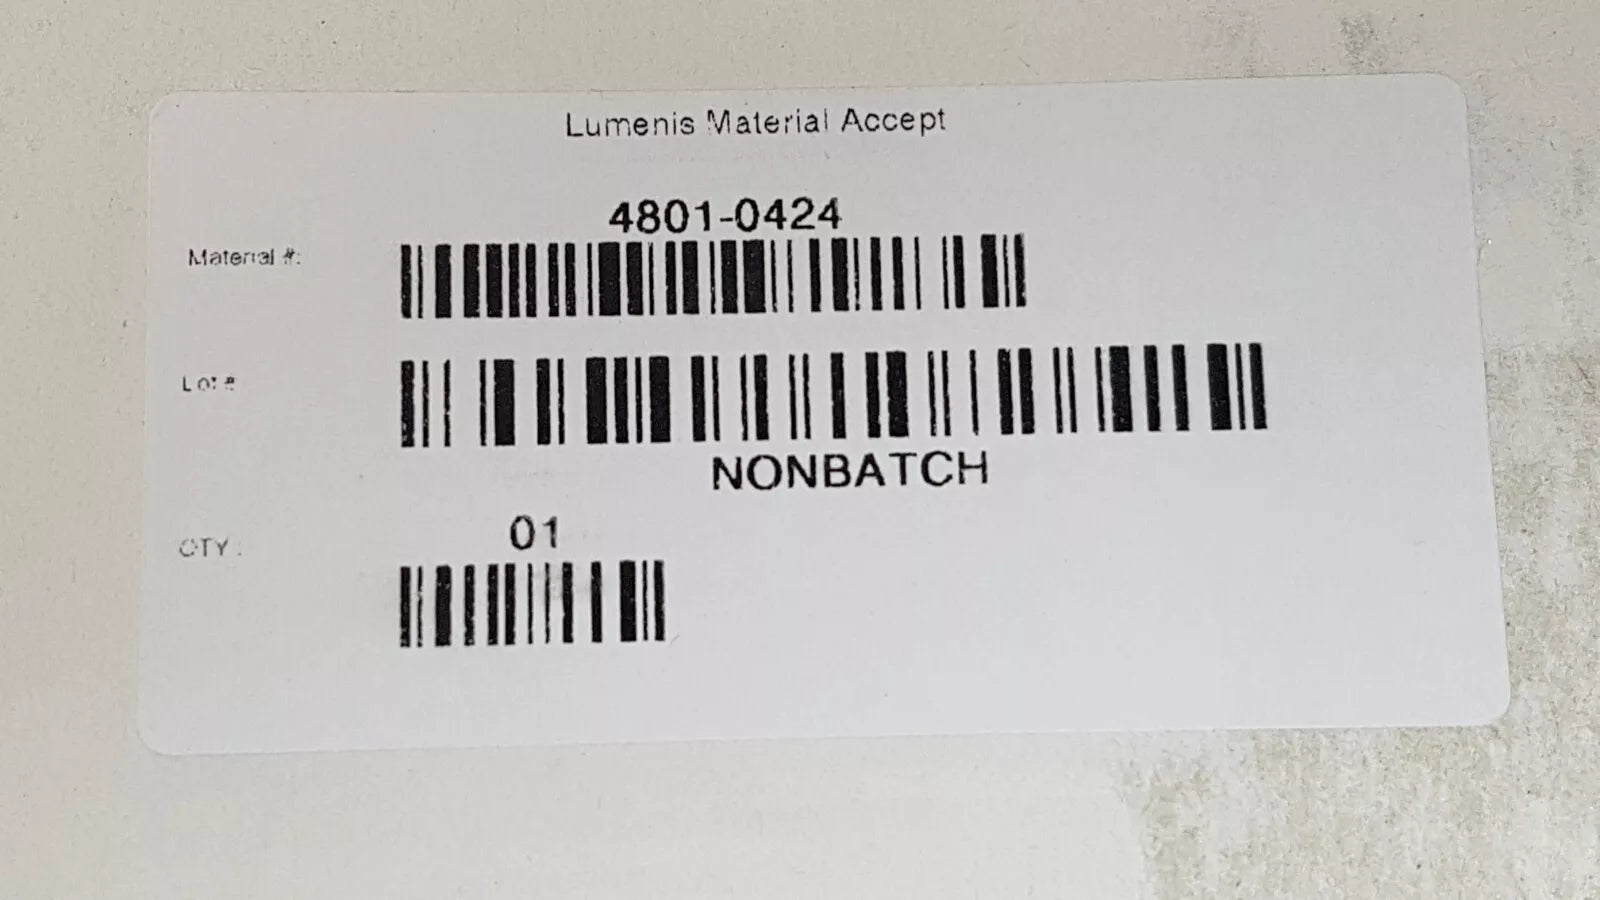 Lumenis Material Accept
4801-0424
Material #:
Lot #
NONBATCH
01
QTY :